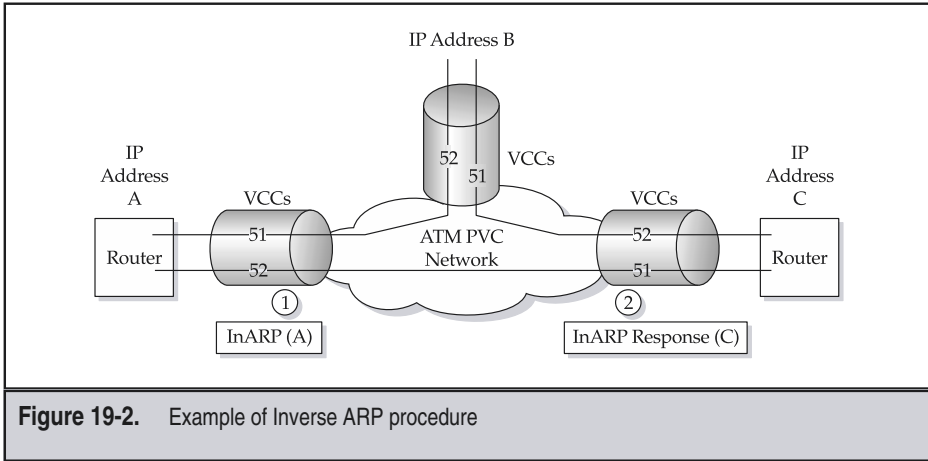 IP Address B
52
51
VCCs
IP
Address
A
VCCs
IP
Address
C
VCCs
Router
51
52
ATM PVC
Network
52
51
Router
1
InARP (A)
2
InARP Response (C)
Figure 19-2. Example of Inverse ARP procedure